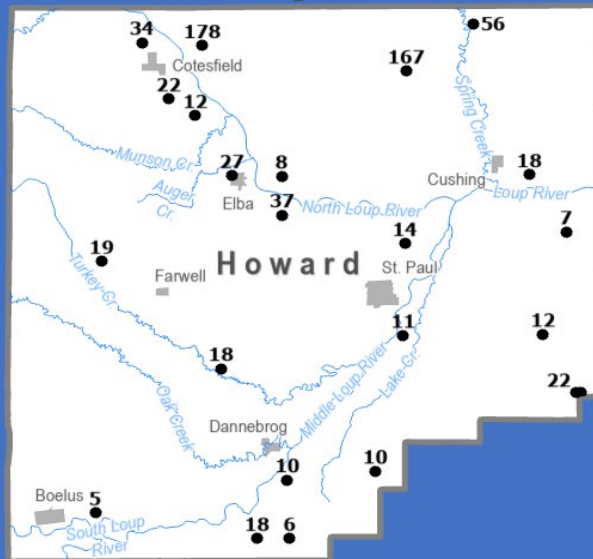 56
34
178
167
Cotesfield
22
12
Spring Creek
Munson Cr.
27
8
18
Auger
Cr.
Cushing
Elba
North Loup River
Loup River
37
7
14
19
Howard
St. Paul
Farwell
Turkey Cr.
11
12
18
Middle Loup River
Lake Cr.
22
Oak Creek
Dannebrog
10
10
Boelus
5
South Loup
River
18
6